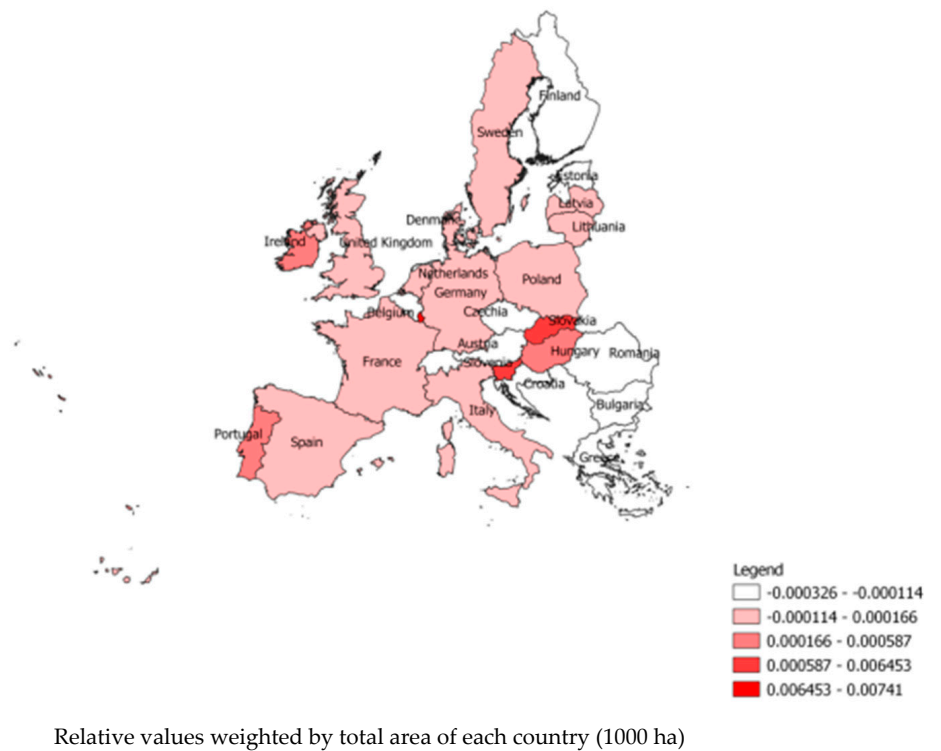 Finland
Sweden
Estonia
Latvia
Denmark
Lithuania
Ireland
United Kingdom
Netherlands
Poland
Germany
Belgium
Czechia
Slovakia
Austria
Hungary
Romania
France
Slovenia
Croatia
Bulgaria
Italy
Portugal
Spain
Greece
Legend
-0.000326 - -0.000114
-0.000114 - 0.000166
0.000166 - 0.000587
0.000587 - 0.006453
0.006453 - 0.00741
Relative values weighted by total area of each country (1000 ha)